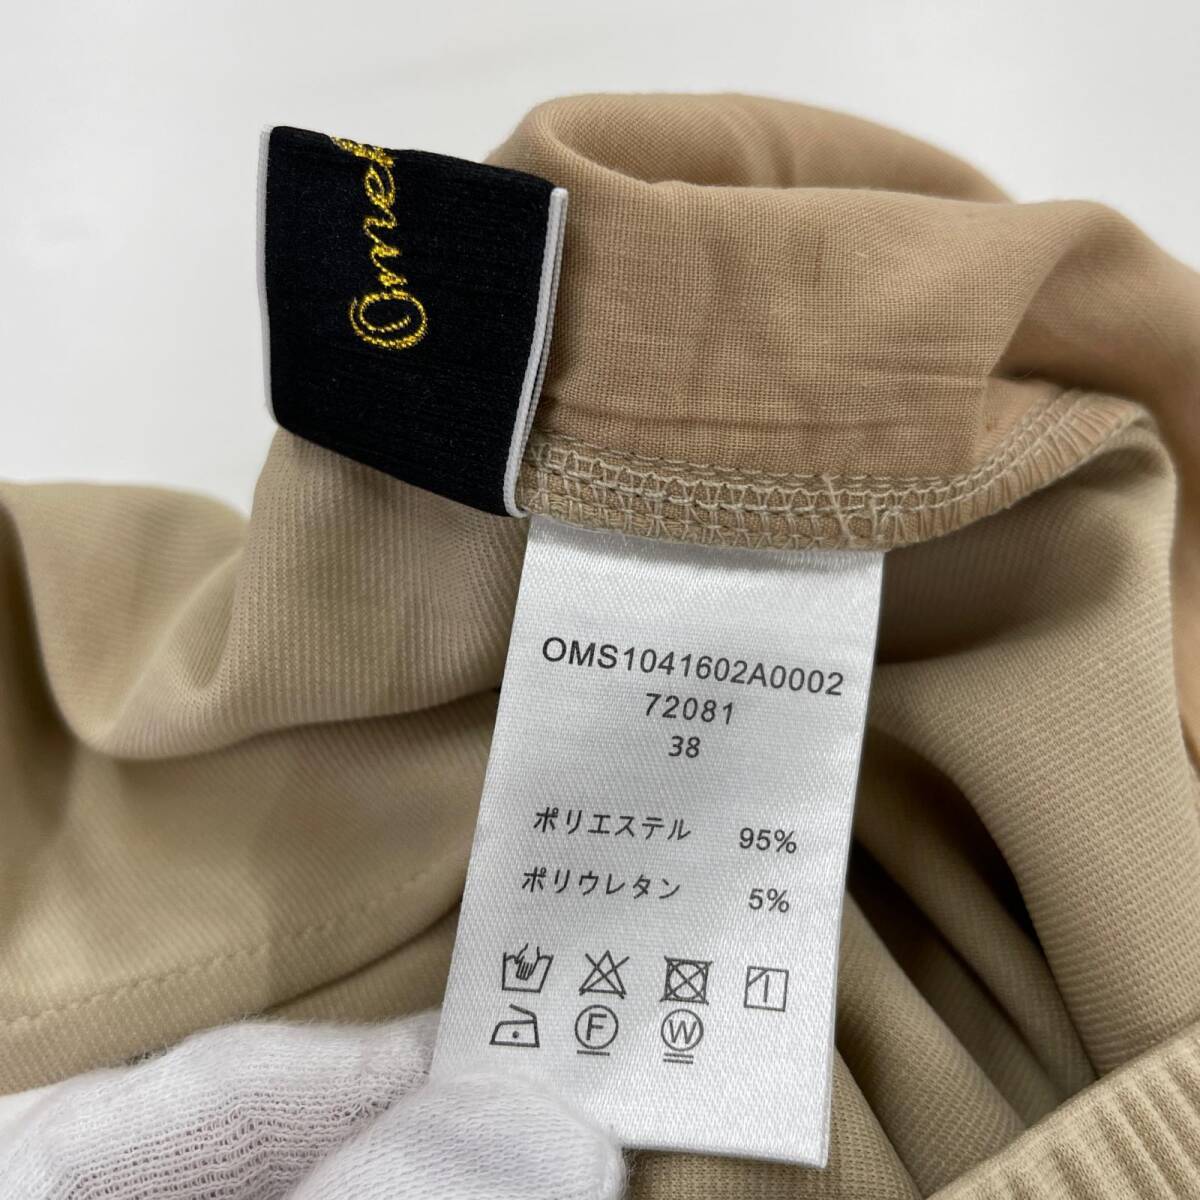 OMS1041602A0002
72081
38
ポリエステル 95%
ポリウレタン 5%
F W